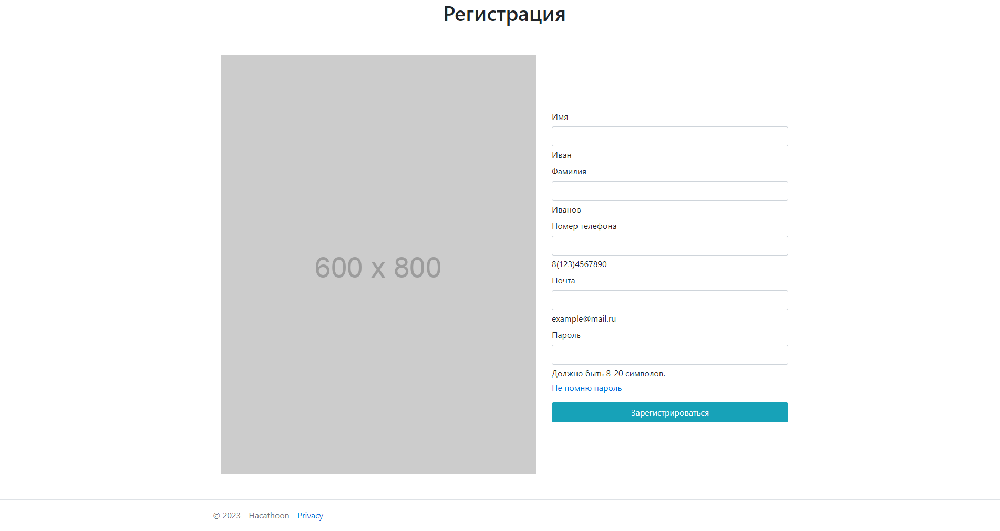 Регистрация
600 x 800
Имя
Иван
Фамилия
Иванов
Номер телефона
8(123)4567890
Почта
example@mail.ru
Пароль
Должно быть 8-20 символов.
Не помню пароль
Зарегистрироваться
© 2023 - Hacathoon - Privacy